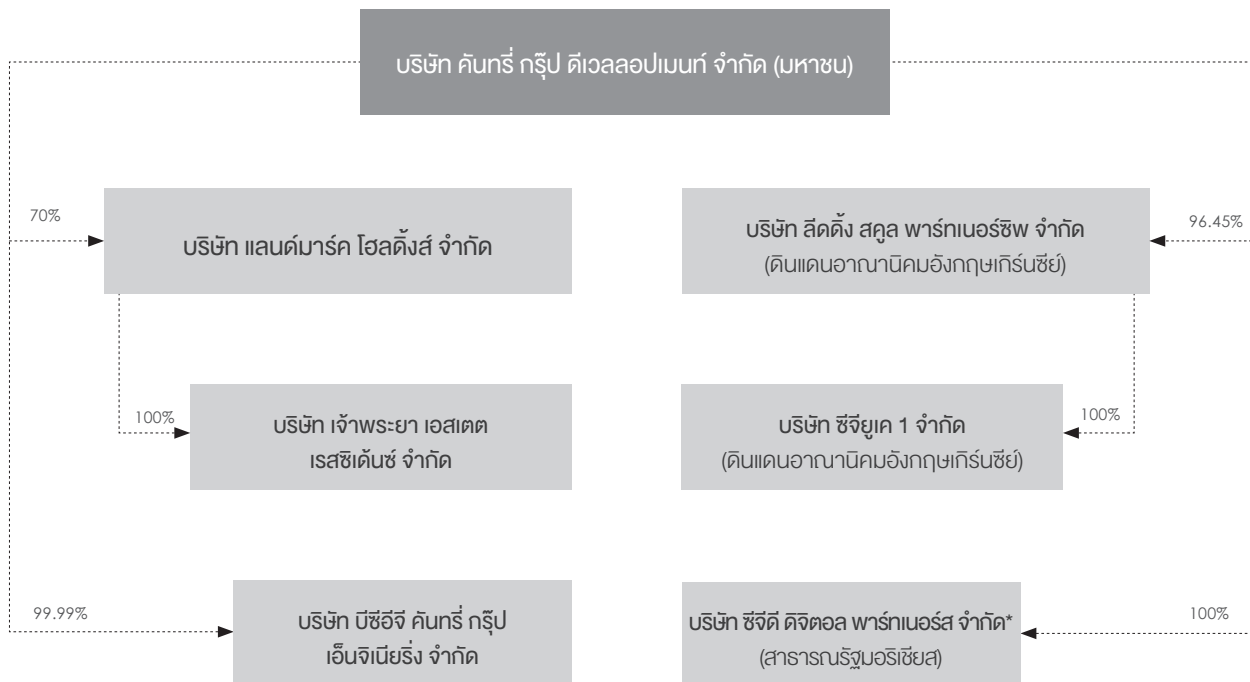 บริษัท คันทรี่ กรุ๊ป ดีเวลลอปเมนท์ จำกัด (มหาชน)
70%
บริษัท แลนด์มาร์ค โฮลดิ้งส์ จำกัด
บริษัท ลีดดิ้ง สคูล พาร์ทเนอร์ชิพ จำกัด
(ดินแดนอาณานิคมอังกฤษเกิร์นซีย์)
96.45%
100%
บริษัท เจ้าพระยา เอสเตต
เรสซิเด้นซ์ จำกัด
บริษัท ซีจียูเค 1 จำกัด
(ดินแดนอาณานิคมอังกฤษเกิร์นซีย์)
100%
99.99%
บริษัท บีซีอีจี คันทรี่ กรุ๊ป
เอ็นจิเนียริ่ง จำกัด
บริษัท ซีจีดี ดิจิตอล พาร์ทเนอร์ส จำกัด*
(สาธารณรัฐมอริเชียส)
100%